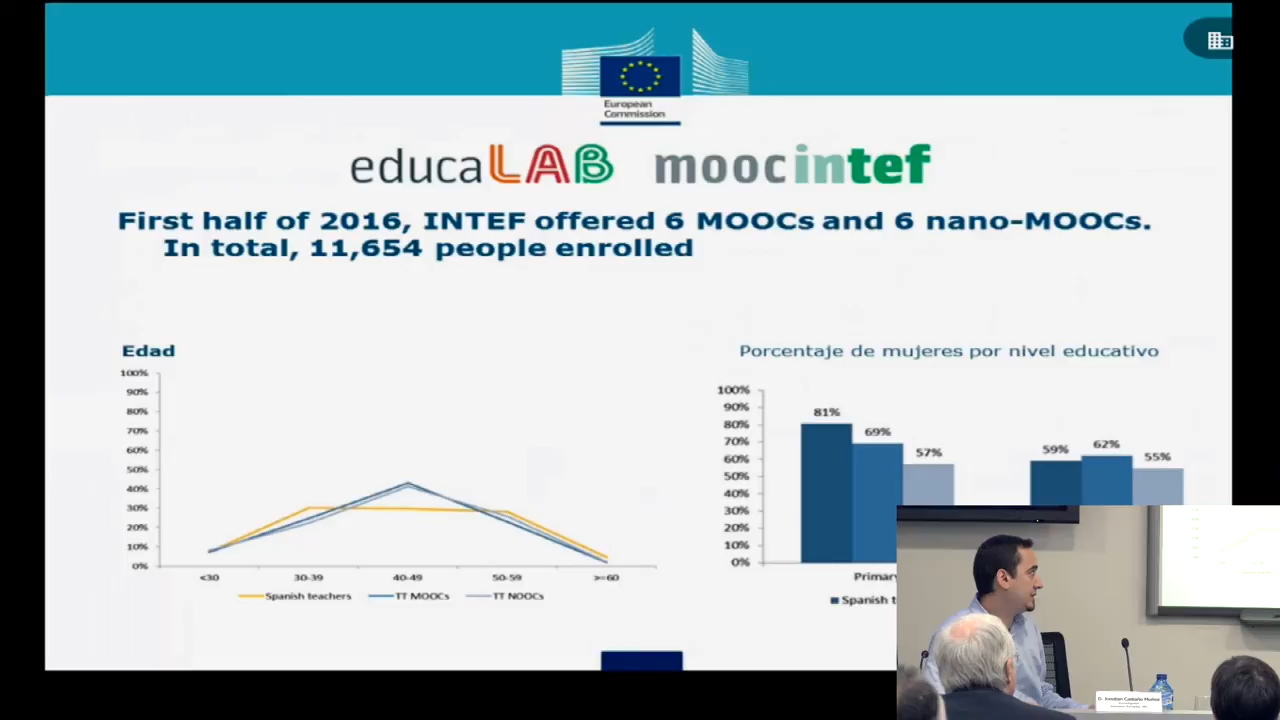 European
Commission
educaLAB moocintef
First half of 2016, INTEF offered 6 MOOCs and 6 nano-MOOCs.
In total, 11,654 people enrolled
Edad
100%
90%
80%
70%
60%
50%
40%
30%
20%
10%
0%
<30 30-39 40-49 50-59 >=60
Spanish teachers TT MOOCs TT NOOCs
Porcentaje de mujeres por nivel educativo
100%
90%
80%
70%
60%
50%
40%
30%
20%
10%
0%
81% 69% 57% 59% 62% 55%
Primary
Spanish t
D. Jonatan Castaño Muñoz